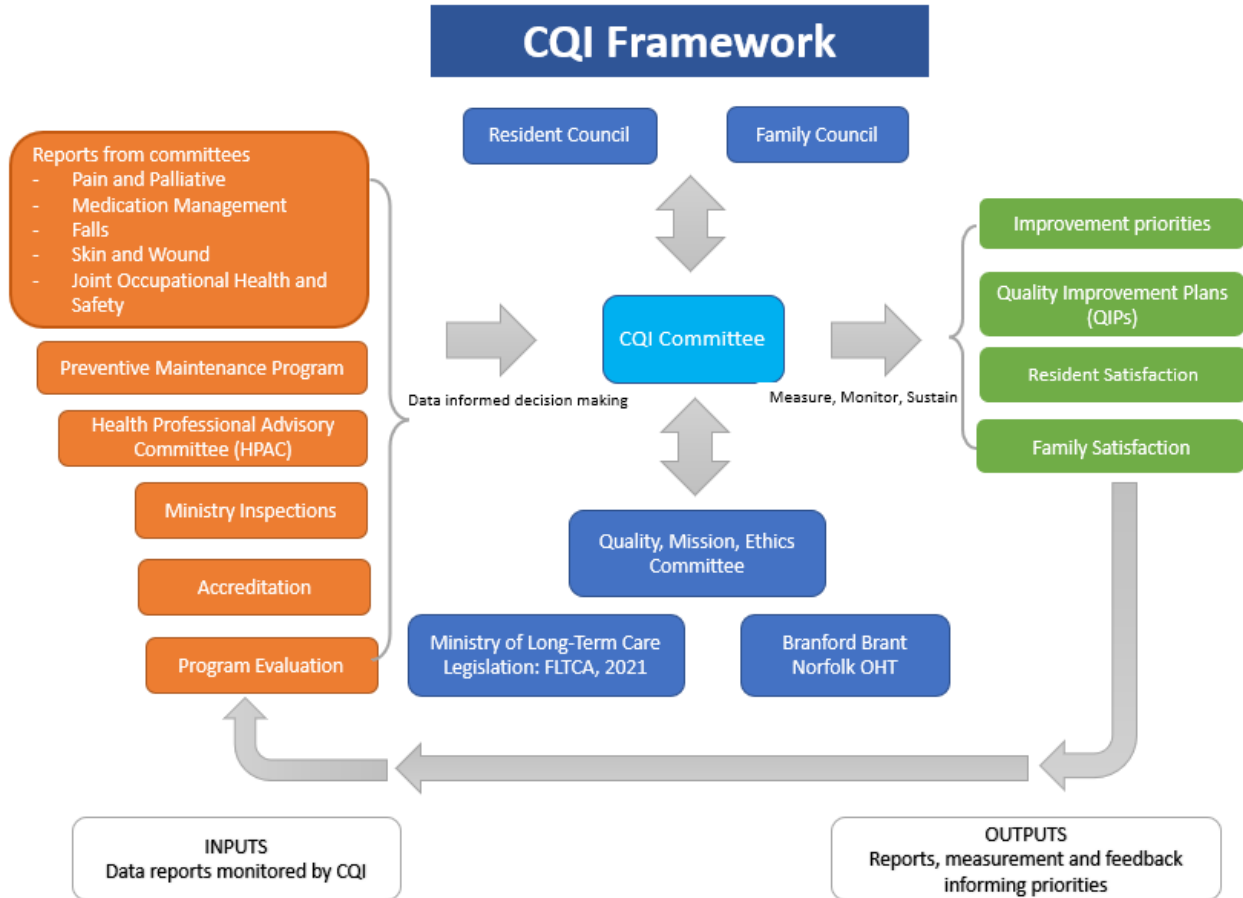 CQI Framework
Resident Council
Family Council
Reports from committees
- Pain and Palliative
- Medication Management
- Falls
- Skin and Wound
- Joint Occupational Health and
Safety
Preventive Maintenance Program
Health Professional Advisory
Committee (HPAC)
Ministry Inspections
Accreditation
Program Evaluation
Data informed decision making
CQI Committee
Measure, Monitor, Sustain
Improvement priorities
Quality Improvement Plans
(QIPs)
Resident Satisfaction
Family Satisfaction
Quality, Mission, Ethics
Committee
Ministry of Long-Term Care
Legislation: FLTCA, 2021
Branford Brant
Norfolk OHT
INPUTS
Data reports monitored by CQI
OUTPUTS
Reports, measurement and feedback
informing priorities